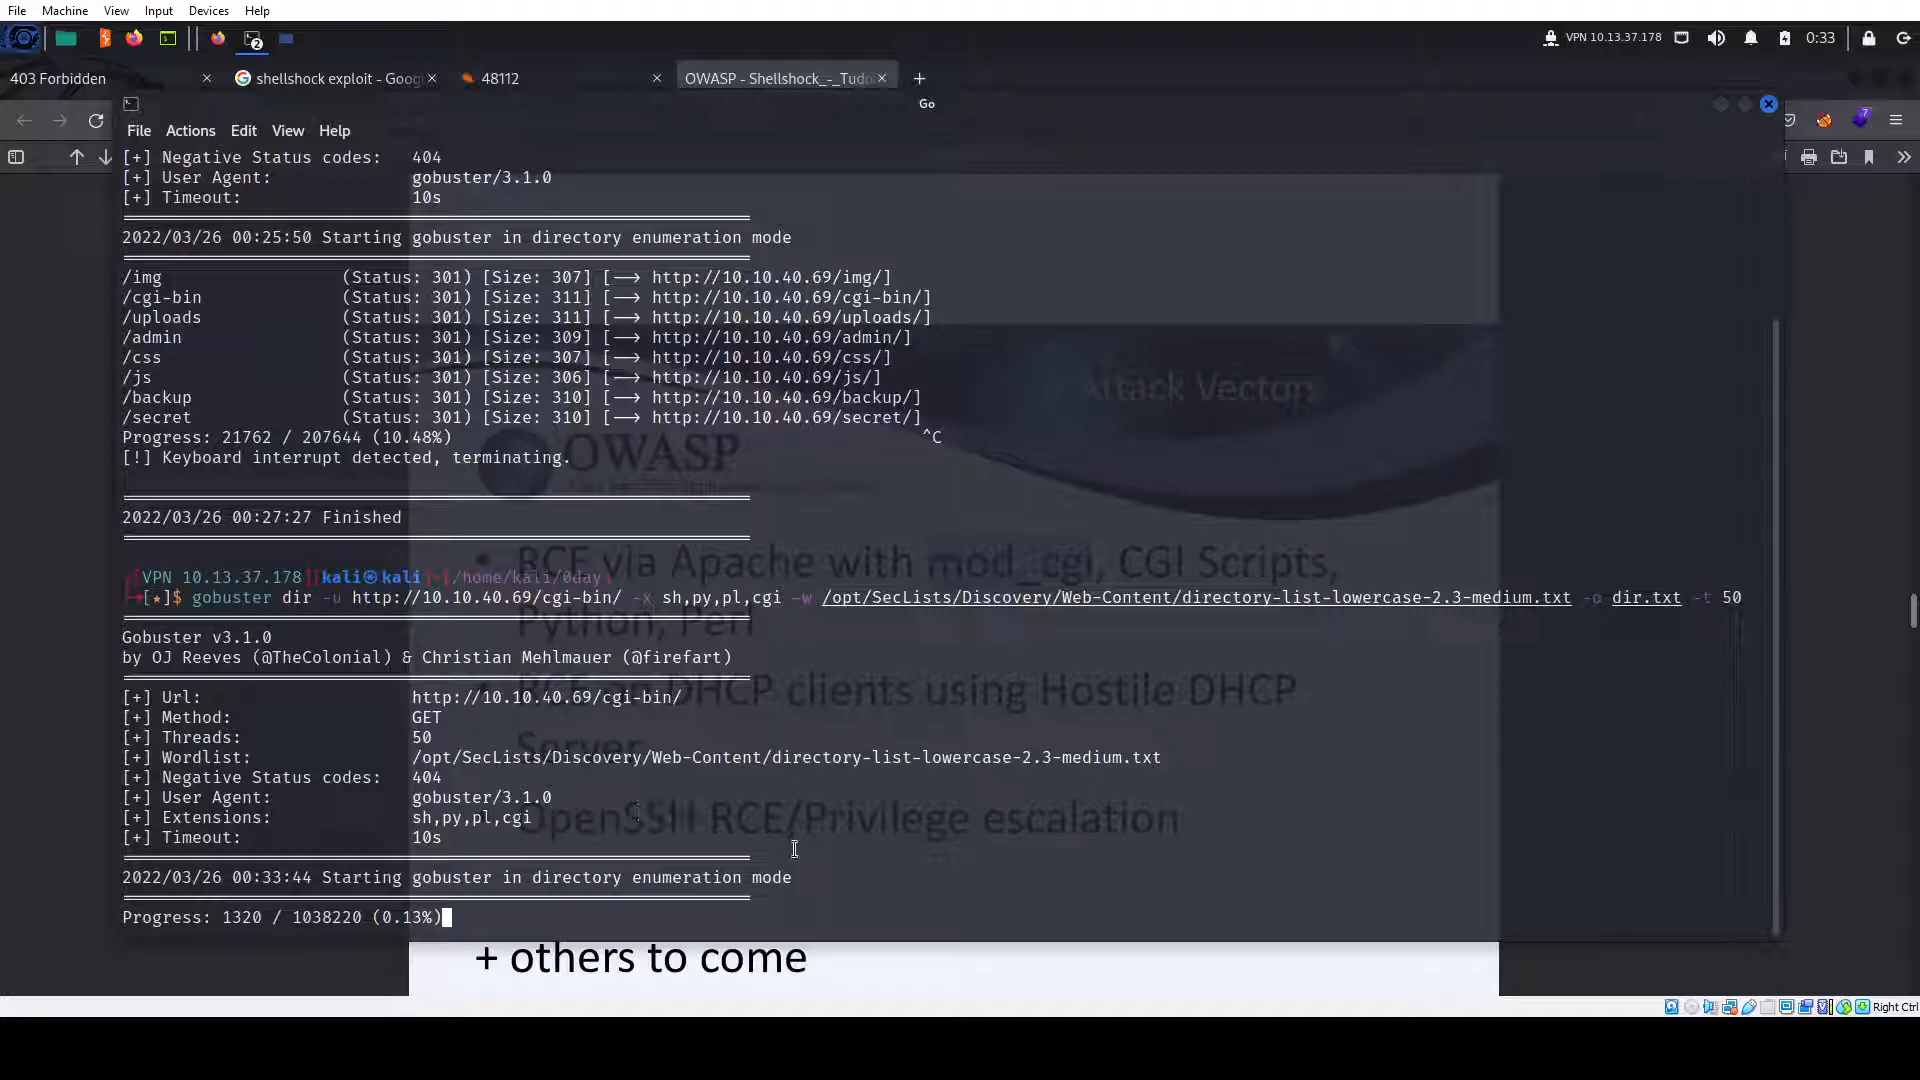 File Machine View Input Devices Help
2
VPN 10.13.37.178 0:33
403 Forbidden
shellshock exploit - Goog
48112
OWASP - Shellshock_-_Tudo
Go
7
File Actions Edit View Help
[+] Negative Status codes: 404
[+] User Agent: gobuster/3.1.0
[+] Timeout: 10s
2022/03/26 00:25:50 Starting gobuster in directory enumeration mode
/img (Status: 301) [Size: 307] [--> http://10.10.40.69/img/]
/cgi-bin (Status: 301) [Size: 311] [--> http://10.10.40.69/cgi-bin/]
/uploads (Status: 301) [Size: 311] [--> http://10.10.40.69/uploads/]
/admin (Status: 301) [Size: 309] [--> http://10.10.40.69/admin/]
/css (Status: 301) [Size: 307] [--> http://10.10.40.69/css/]
/js (Status: 301) [Size: 306] [--> http://10.10.40.69/js/]
/backup (Status: 301) [Size: 310] [--> http://10.10.40.69/backup/]
/secret (Status: 301) [Size: 310] [--> http://10.10.40.69/secret/]
Progress: 21762 / 207644 (10.48%) ^C
[!] Keyboard interrupt detected, terminating.
2022/03/26 00:27:27 Finished
[VPN 10.13.37.178][kali㉿kali]-[/home/kali/0day]
[★]$ gobuster dir -u http://10.10.40.69/cgi-bin/ -x sh,py,pl,cgi -w /opt/SecLists/Discovery/Web-Content/directory-list-lowercase-2.3-medium.txt -o dir.txt -t 50
Gobuster v3.1.0
by OJ Reeves (@TheColonial) & Christian Mehlmauer (@firefart)
[+] Url: http://10.10.40.69/cgi-bin/
[+] Method: GET
[+] Threads: 50
[+] Wordlist: /opt/SecLists/Discovery/Web-Content/directory-list-lowercase-2.3-medium.txt
[+] Negative Status codes: 404
[+] User Agent: gobuster/3.1.0
[+] Extensions: sh,py,pl,cgi
[+] Timeout: 10s
2022/03/26 00:33:44 Starting gobuster in directory enumeration mode
Progress: 1320 / 1038220 (0.13%)
Attack Vectors
OWASP
• RCE via Apache with mod_cgi, CGI Scripts,
Python, Perl
RCE on DHCP clients using Hostile DHCP
Server
OpenSSH RCE/Privilege escalation
+ others to come
Right Ctrl